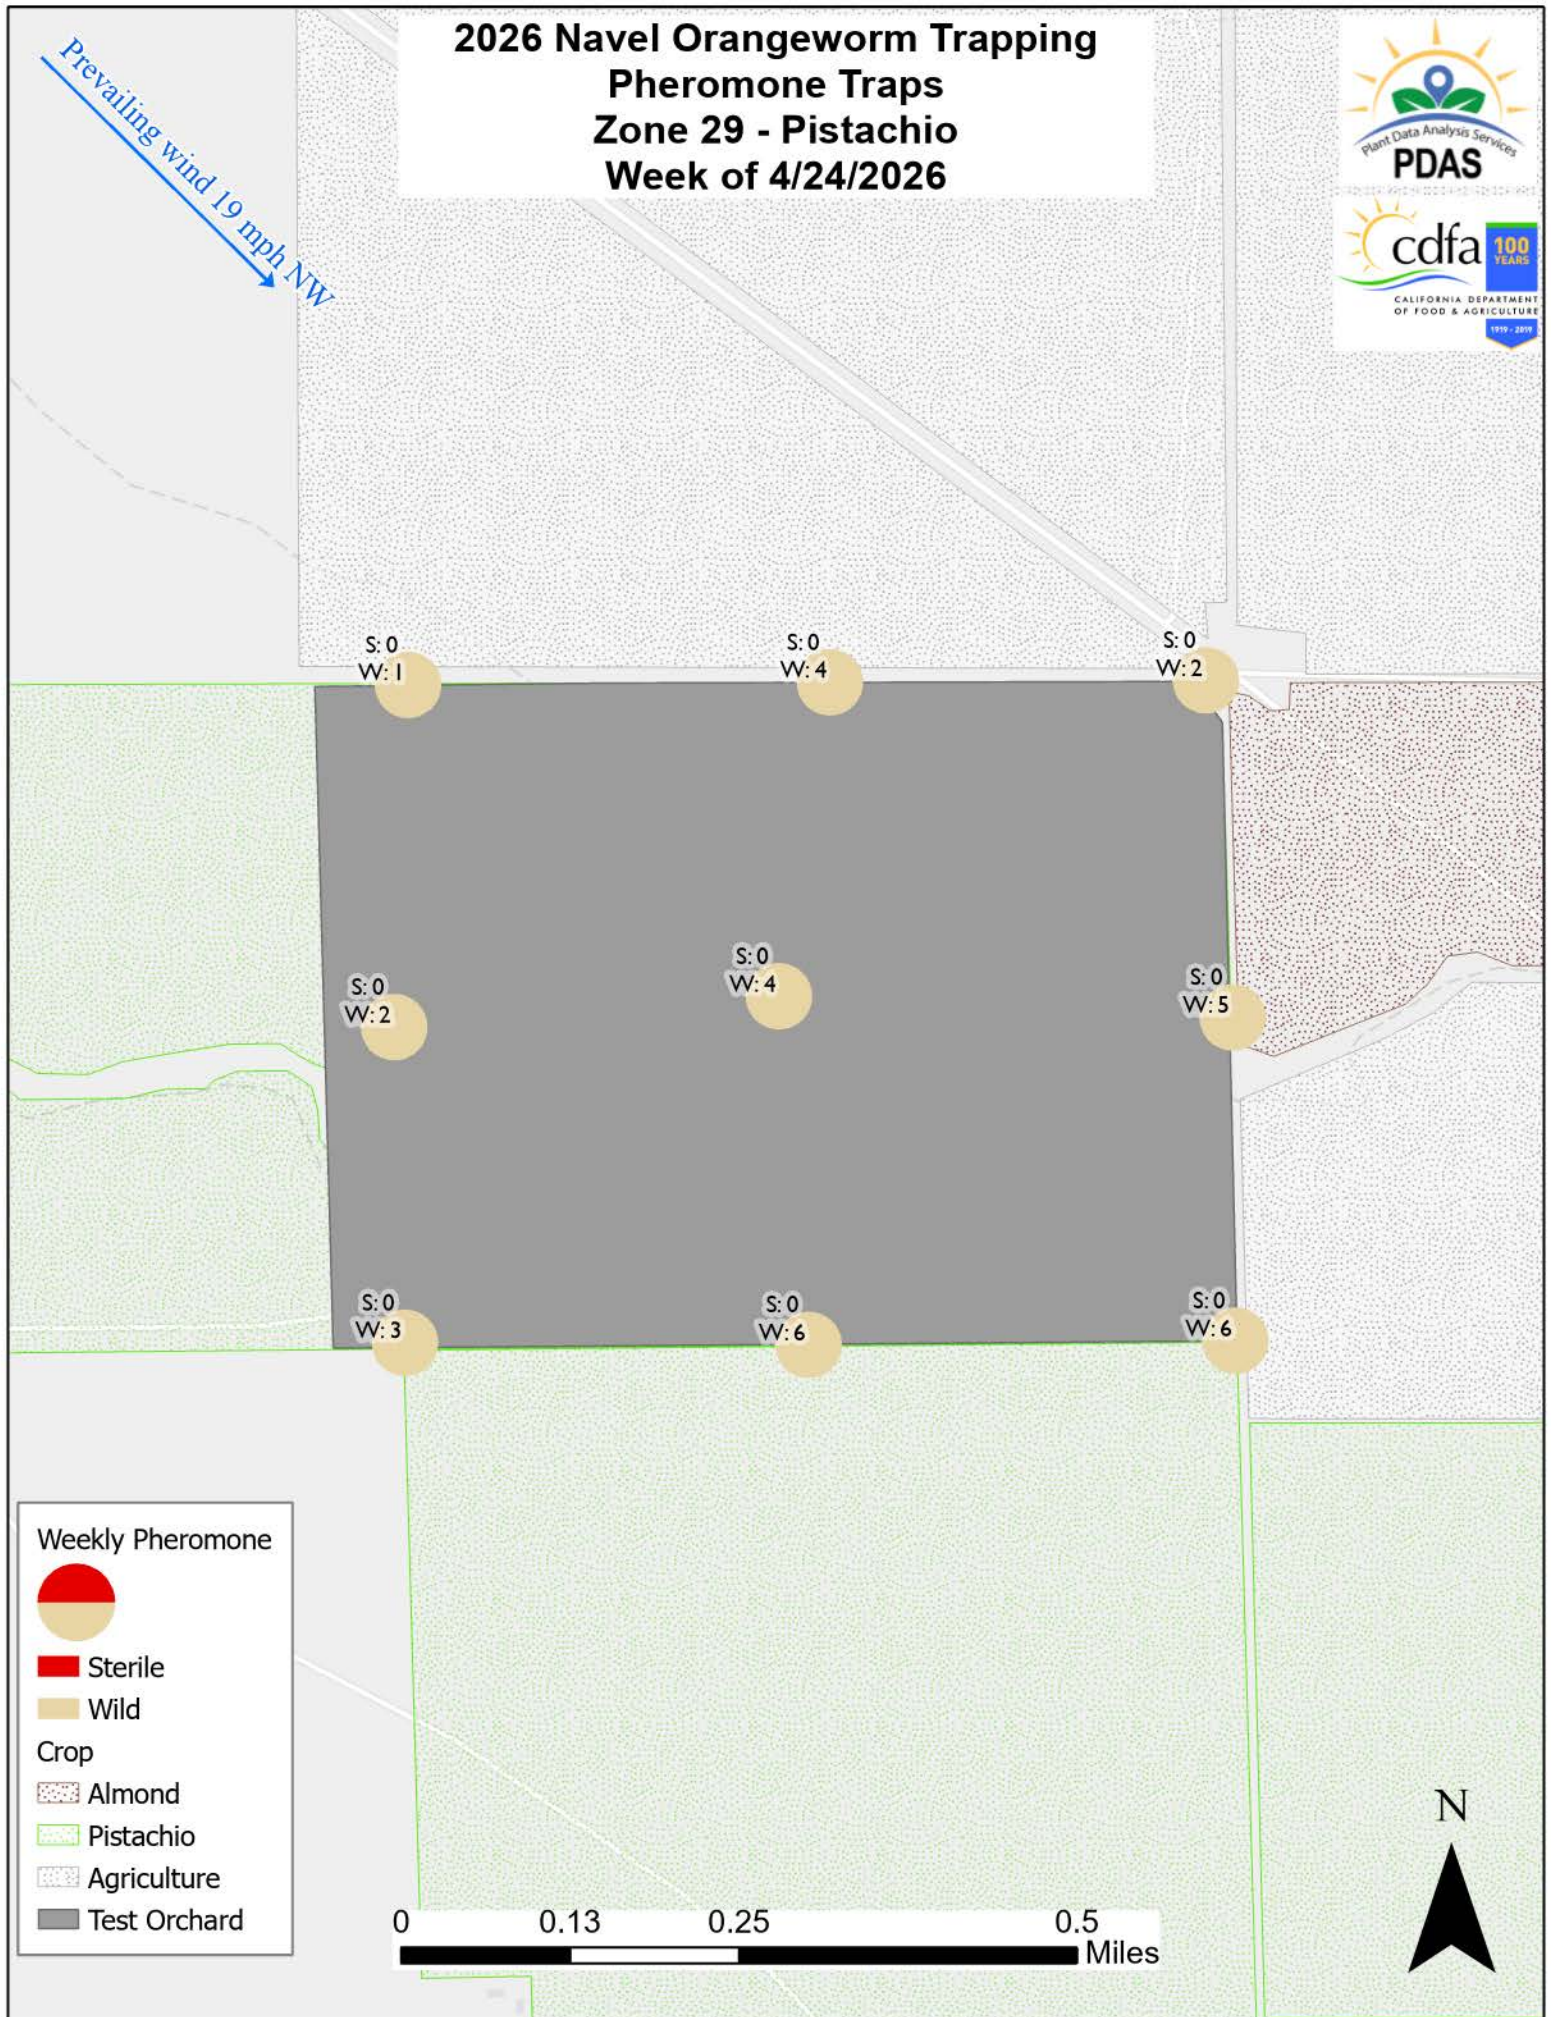 2026 Navel Orangeworm Trapping
Pheromone Traps
Zone 29 - Pistachio
Week of 4/24/2026
Prevailing wind 19 mph NW
Plant Data Analysis Services
PDAS
cdfa
100
YEARS
CALIFORNIA DEPARTMENT
OF FOOD & AGRICULTURE
1919 - 2019
S: 0
W: 1
S: 0
W: 4
S: 0
W: 2
S: 0
W: 2
S: 0
W: 4
S: 0
W: 5
S: 0
W: 3
S: 0
W: 6
S: 0
W: 6
Weekly Pheromone
Sterile
Wild
Crop
Almond
Pistachio
Agriculture
Test Orchard
0 0.13 0.25 0.5
Miles
N